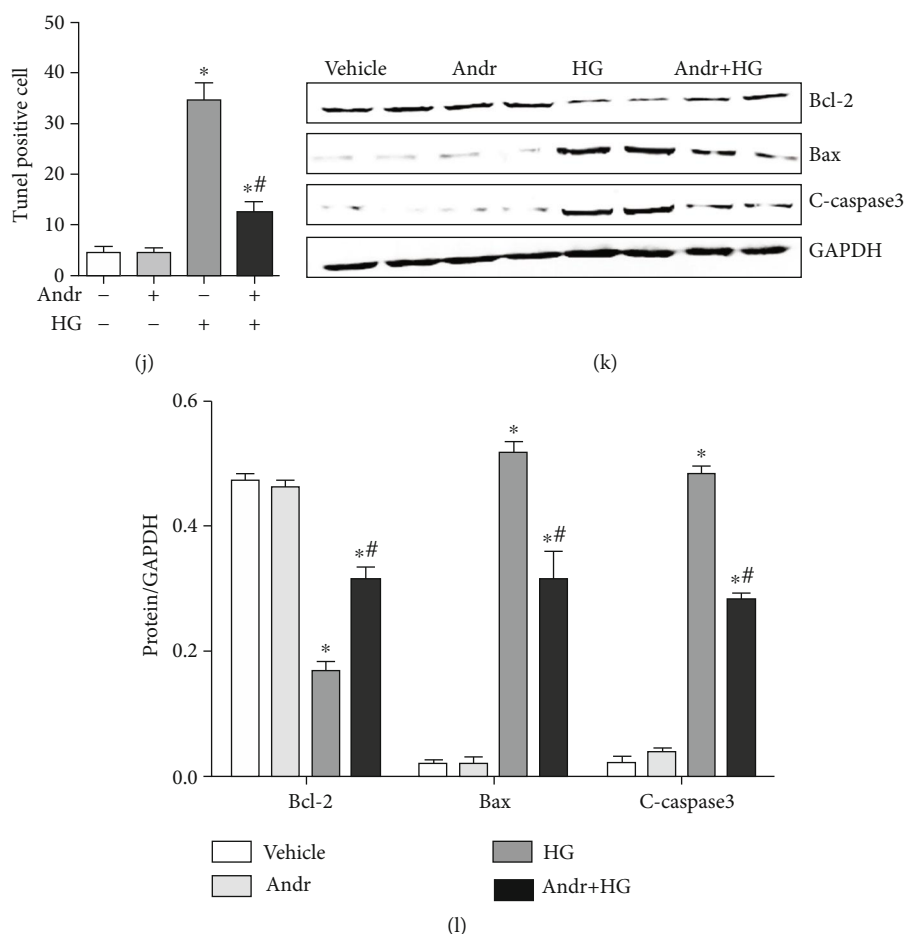 50
40
30
20
10
0
Tunel positive cell
*
*#
Andr − + − +
HG − − + +
(j)
Vehicle Andr HG Andr+HG
Bcl-2
Bax
C-caspase3
GAPDH
(k)
0.6
0.4
0.2
0.0
Protein/GAPDH
*
*#
*
*#
*
*#
Bcl-2 Bax C-caspase3
Vehicle HG
Andr Andr+HG
(l)